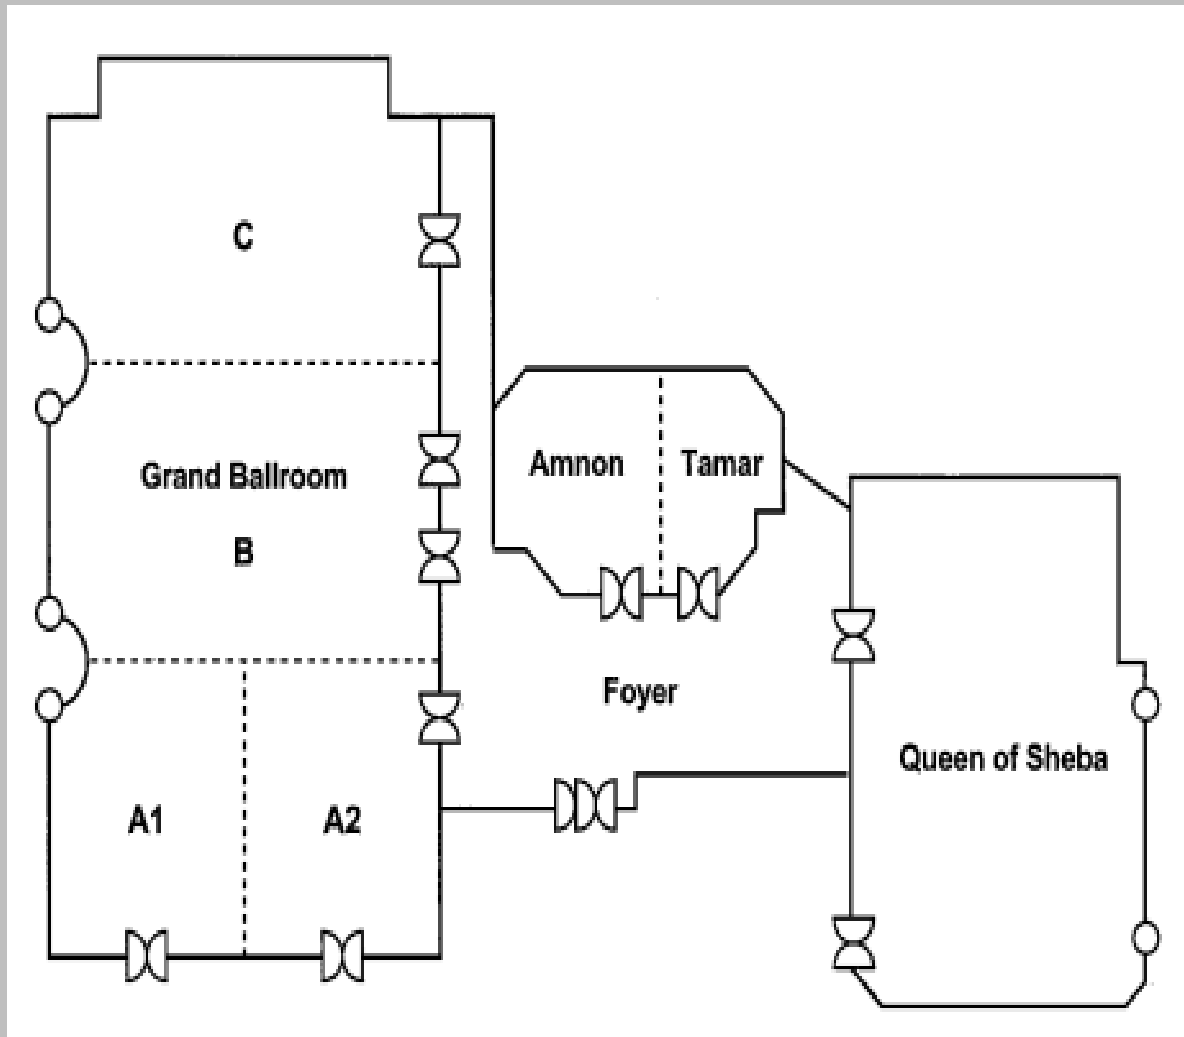 C
Grand Ballroom
B
A1
A2
Amnon
Tamar
Foyer
Queen of Sheba